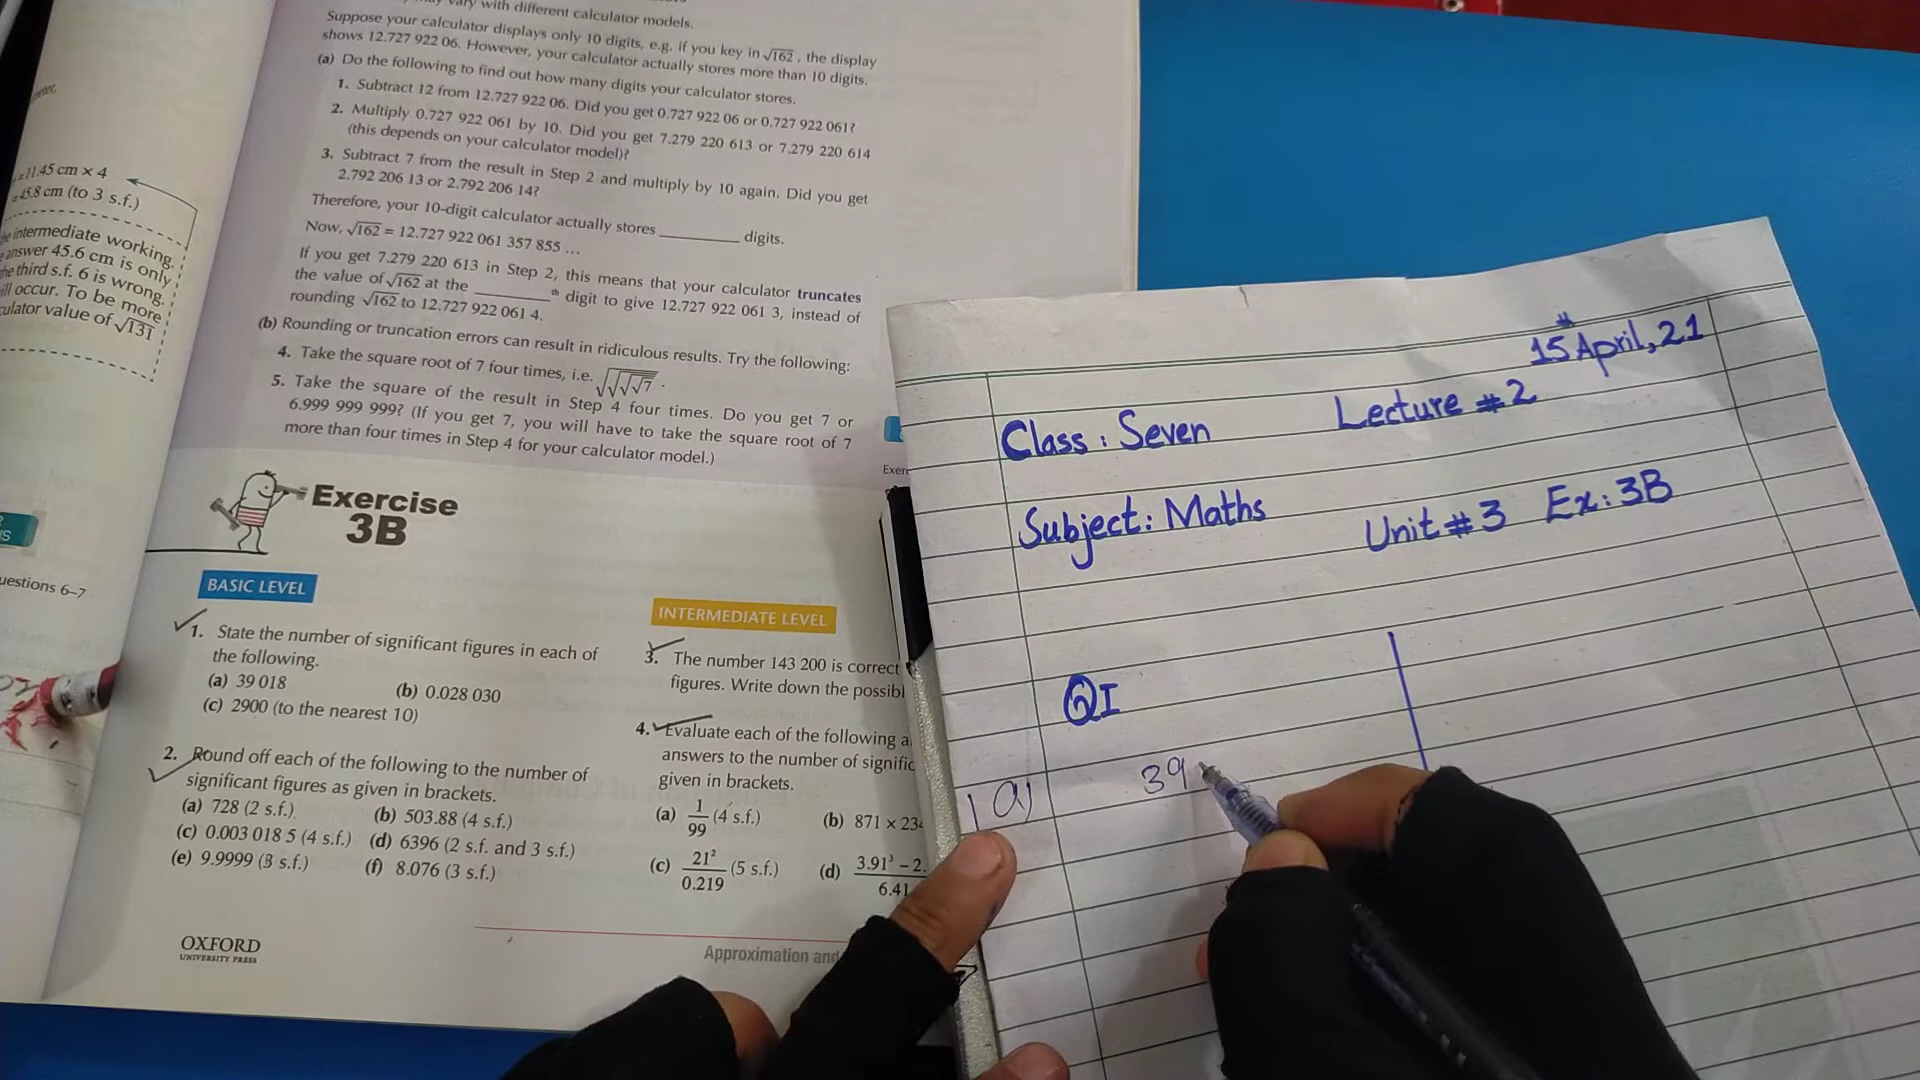 vary with different calculator models.
Suppose your calculator displays only 10 digits, e.g. if you key in √162, the display
shows 12.727 922 06. However, your calculator actually stores more than 10 digits.
(a) Do the following to find out how many digits your calculator stores.
1. Subtract 12 from 12.727 922 06. Did you get 0.727 922 06 or 0.727 922 061?
2. Multiply 0.727 922 061 by 10. Did you get 7.279 220 613 or 7.279 220 614
(this depends on your calculator model)?
3. Subtract 7 from the result in Step 2 and multiply by 10 again. Did you get
2.792 206 13 or 2.792 206 14?
Therefore, your 10-digit calculator actually stores ________ digits.
Now, √162 = 12.727 922 061 357 855 ...
If you get 7.279 220 613 in Step 2, this means that your calculator truncates
the value of √162 at the ________ th digit to give 12.727 922 061 3, instead of
rounding √162 to 12.727 922 061 4.
(b) Rounding or truncation errors can result in ridiculous results. Try the following:
4. Take the square root of 7 four times, i.e. √√√√7 .
5. Take the square of the result in Step 4 four times. Do you get 7 or
6.999 999 999? (If you get 7, you will have to take the square root of 7
more than four times in Step 4 for your calculator model.)
Exercise
3B
BASIC LEVEL
1. State the number of significant figures in each of
the following.
(a) 39 018
(b) 0.028 030
(c) 2900 (to the nearest 10)
2. Round off each of the following to the number of
significant figures as given in brackets.
(a) 728 (2 s.f.)
(b) 503.88 (4 s.f.)
(c) 0.003 018 5 (4 s.f.)
(d) 6396 (2 s.f. and 3 s.f.)
(e) 9.9999 (3 s.f.)
(f) 8.076 (3 s.f.)
INTERMEDIATE LEVEL
3. The number 143 200 is correct
figures. Write down the possibl
4. Evaluate each of the following a
answers to the number of signific
given in brackets.
(a) 1/99 (4 s.f.)
(b) 871 × 234
(c) 21²/0.219 (5 s.f.)
(d) 3.91³ – 2. / 6.41
OXFORD
UNIVERSITY PRESS
Approximation and
= 11.45 cm × 4
= 45.8 cm (to 3 s.f.)
intermediate working.
answer 45.6 cm is only
the third s.f. 6 is wrong.
ill occur. To be more
culator value of √131
uestions 6–7
Exer
15 April, 21
Class : Seven
Lecture # 2
Subject: Maths
Unit # 3 Ex: 3B
Q1
a) 39